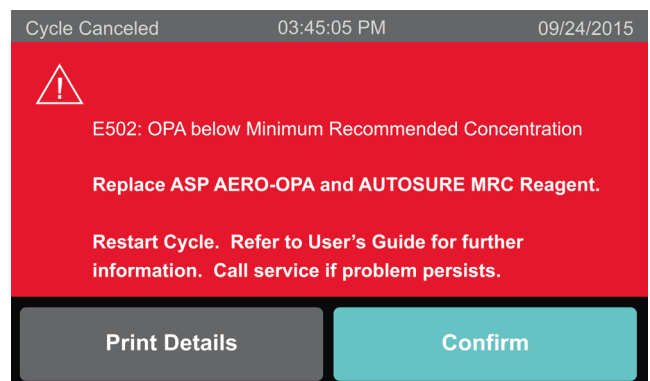 Cycle Canceled 03:45:05 PM 09/24/2015
!
E502: OPA below Minimum Recommended Concentration
Replace ASP AERO-OPA and AUTOSURE MRC Reagent.
Restart Cycle. Refer to User's Guide for further
information. Call service if problem persists.
Print Details Confirm